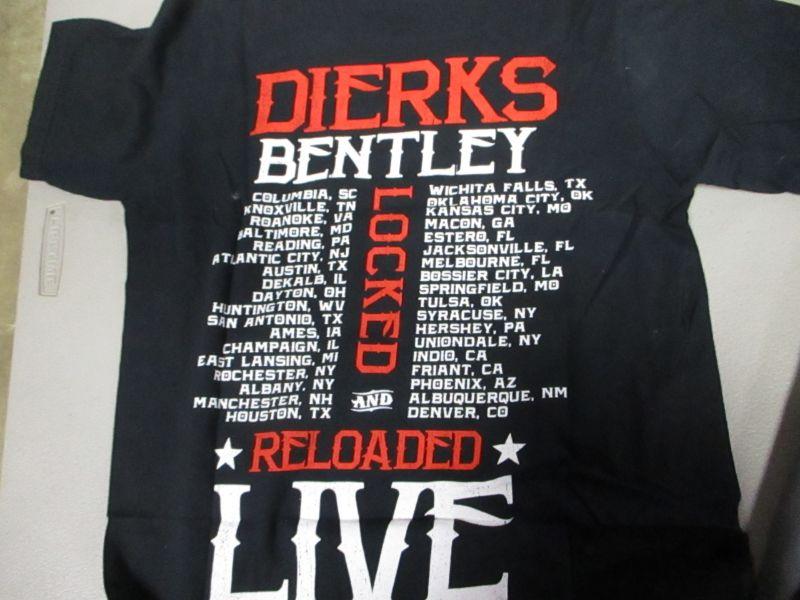 DIERKS
BENTLEY
COLUMBIA, SC
KNOXVILLE, TN
ROANOKE, VA
BALTIMORE, MD
READING, PA
ATLANTIC CITY, NJ
AUSTIN, TX
DEKALB, IL
DAYTON, OH
HUNTINGTON, WV
SAN ANTONIO, TX
AMES, IA
CHAMPAIGN, IL
EAST LANSING, MI
ROCHESTER, NY
ALBANY, NY
MANCHESTER, NH
HOUSTON, TX
LOCKED
AND
WICHITA FALLS, TX
OKLAHOMA CITY, OK
KANSAS CITY, MO
MACON, GA
ESTERO, FL
JACKSONVILLE, FL
MELBOURNE, FL
BOSSIER CITY, LA
SPRINGFIELD, MO
TULSA, OK
SYRACUSE, NY
HERSHEY, PA
UNIONDALE, NY
INDIO, CA
FRIANT, CA
PHOENIX, AZ
ALBUQUERQUE, NM
DENVER, CO
RELOADED
LIVE